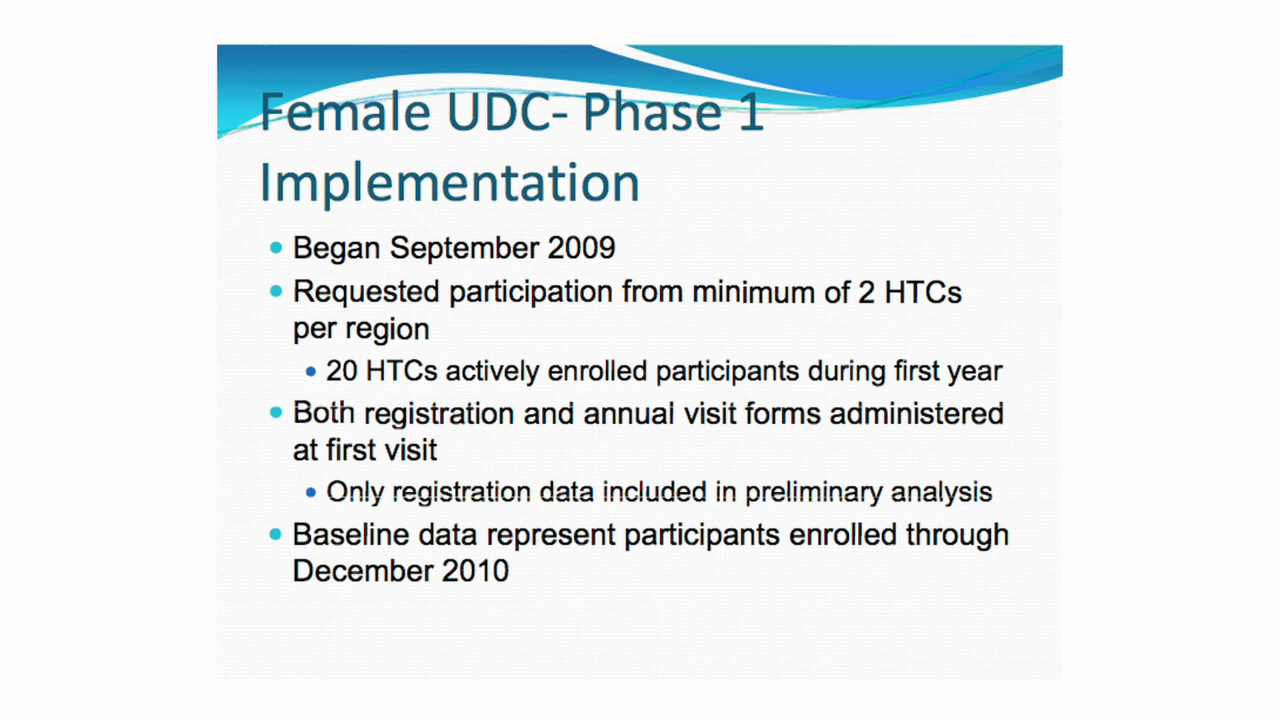 Female UDC- Phase 1
Implementation
Began September 2009
Requested participation from minimum of 2 HTCs
per region
20 HTCs actively enrolled participants during first year
Both registration and annual visit forms administered
at first visit
Only registration data included in preliminary analysis
Baseline data represent participants enrolled through
December 2010